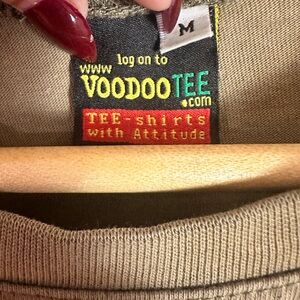 M
log on to
www
VOODOOTEE
.com
TEE-shirts
with Attitude